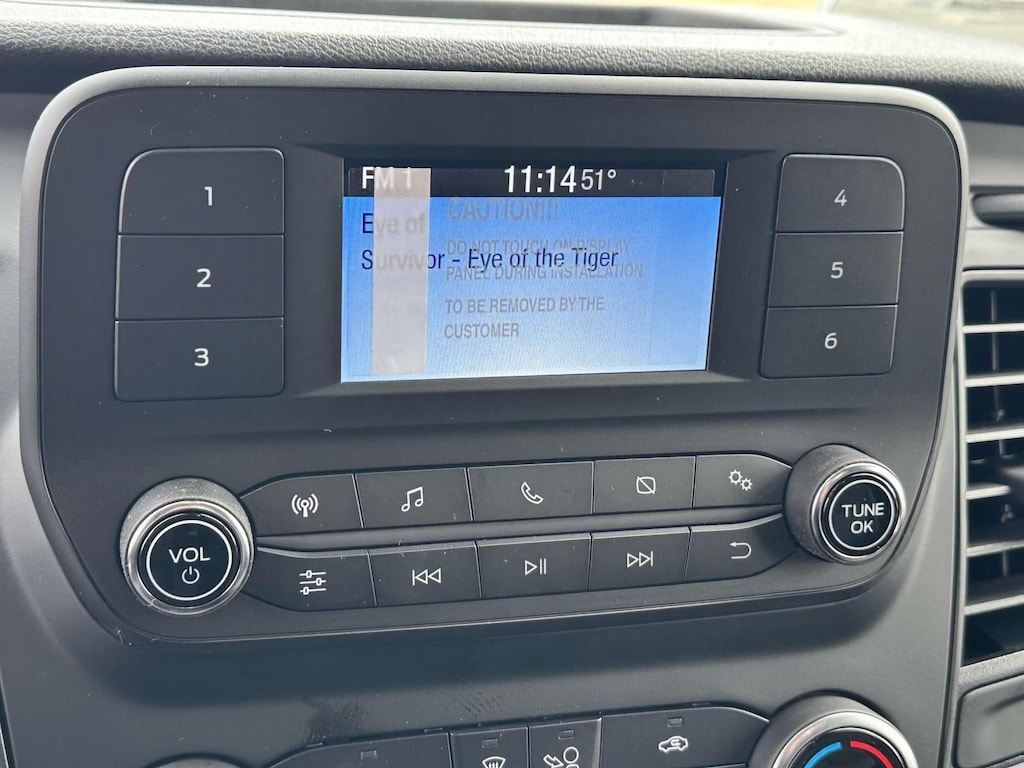 1
2
3
FM 1 11:14 51°
Eye of
Survivor - Eye of the Tiger
CAUTION!!!
DO NOT TOUCH ON DISPLAY
PANEL DURING INSTALLATION.
TO BE REMOVED BY THE
CUSTOMER
4
5
6
VOL
TUNE
OK